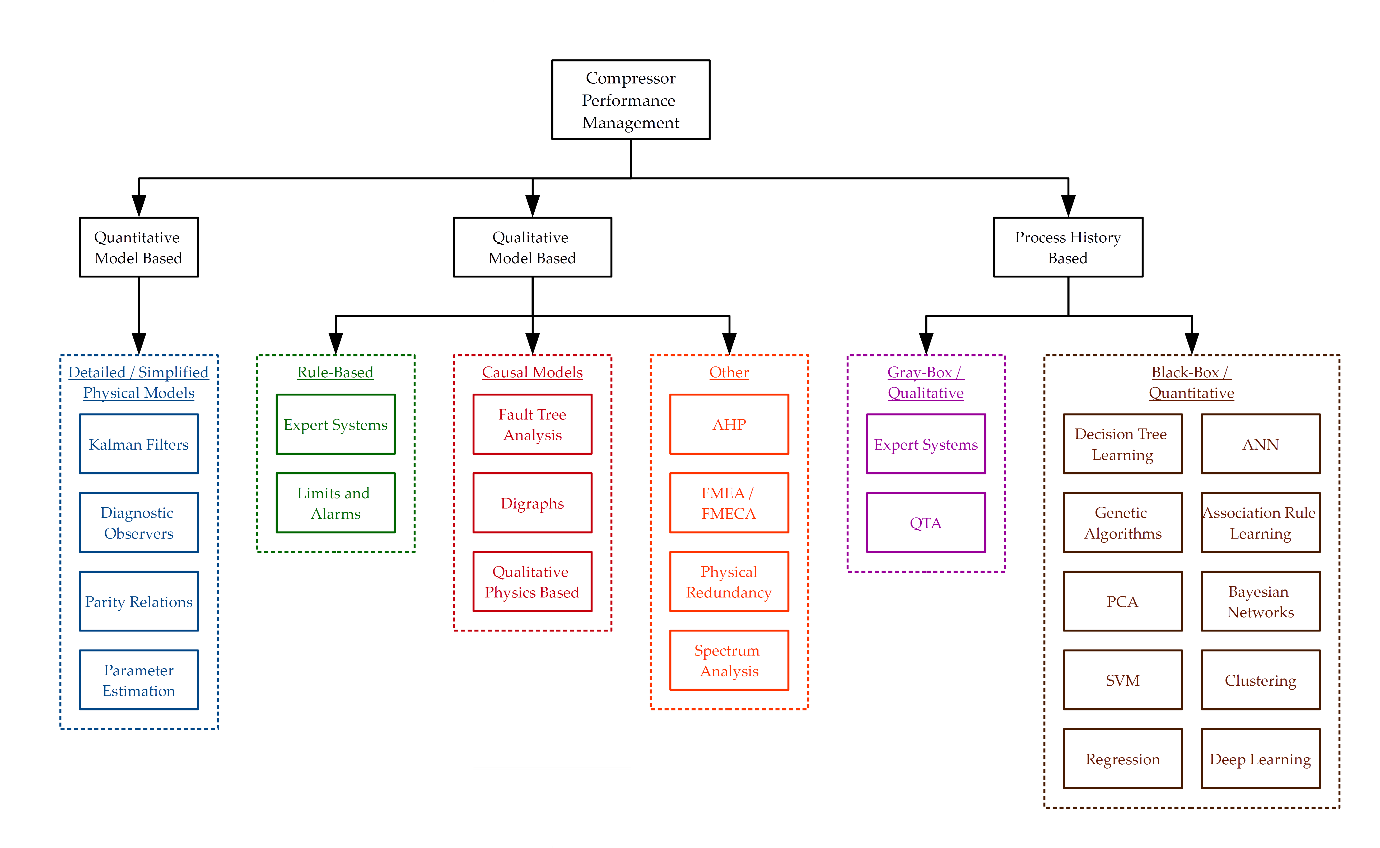 Compressor
Performance
Management
Quantitative
Model Based
Qualitative
Model Based
Process History
Based
Detailed / Simplified
Physical Models
Kalman Filters
Diagnostic
Observers
Parity Relations
Parameter
Estimation
Rule-Based
Expert Systems
Limits and
Alarms
Causal Models
Fault Tree
Analysis
Digraphs
Qualitative
Physics Based
Other
AHP
FMEA /
FMECA
Physical
Redundancy
Spectrum
Analysis
Gray-Box /
Qualitative
Expert Systems
QTA
Black-Box /
Quantitative
Decision Tree
Learning
ANN
Genetic
Algorithms
Association Rule
Learning
PCA
Bayesian
Networks
SVM
Clustering
Regression
Deep Learning